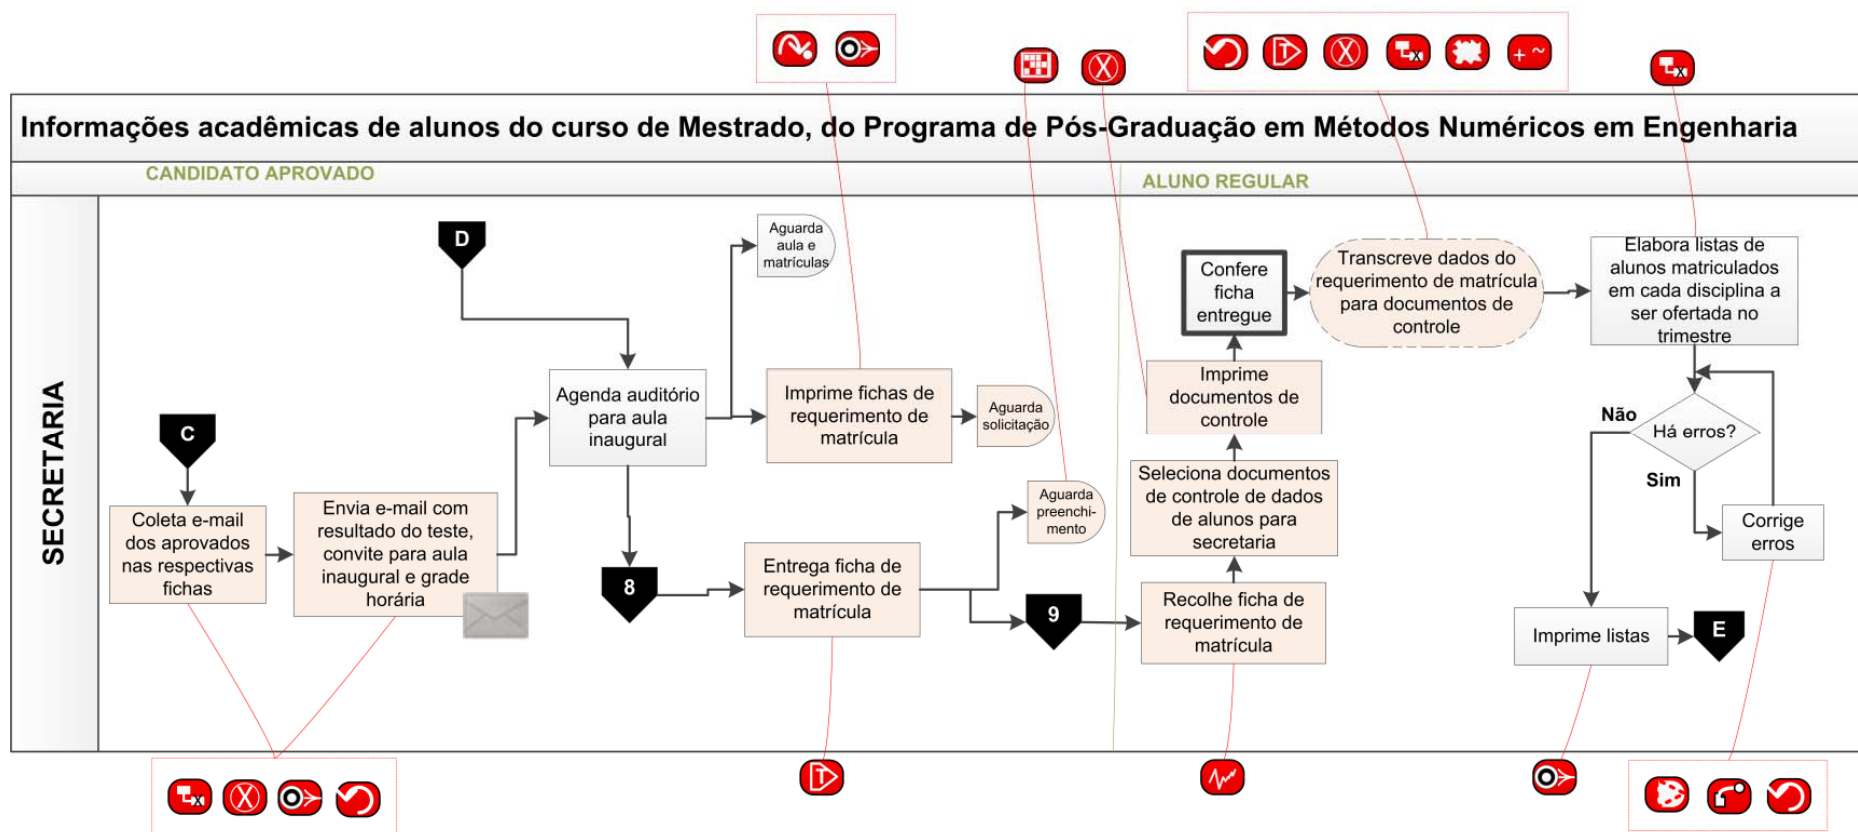 Informações acadêmicas de alunos do curso de Mestrado, do Programa de Pós-Graduação em Métodos Numéricos em Engenharia
CANDIDATO APROVADO
ALUNO REGULAR
SECRETARIA
D
Aguarda
aula e
matrículas
C
Coleta e-mail
dos aprovados
nas respectivas
fichas
Envia e-mail com
resultado do teste,
convite para aula
inaugural e grade
horária
Agenda auditório
para aula
inaugural
Imprime fichas de
requerimento de
matrícula
Aguarda
solicitação
8
Entrega ficha de
requerimento de
matrícula
Aguarda
preenchi-
mento
9
Recolhe ficha de
requerimento de
matrícula
Seleciona documentos
de controle de dados
de alunos para
secretaria
Imprime
documentos de
controle
Confere
ficha
entregue
Transcreve dados do
requerimento de matrícula
para documentos de
controle
Elabora listas de
alunos matriculados
em cada disciplina a
ser ofertada no
trimestre
Não
Há erros?
Sim
Corrige
erros
Imprime listas
E